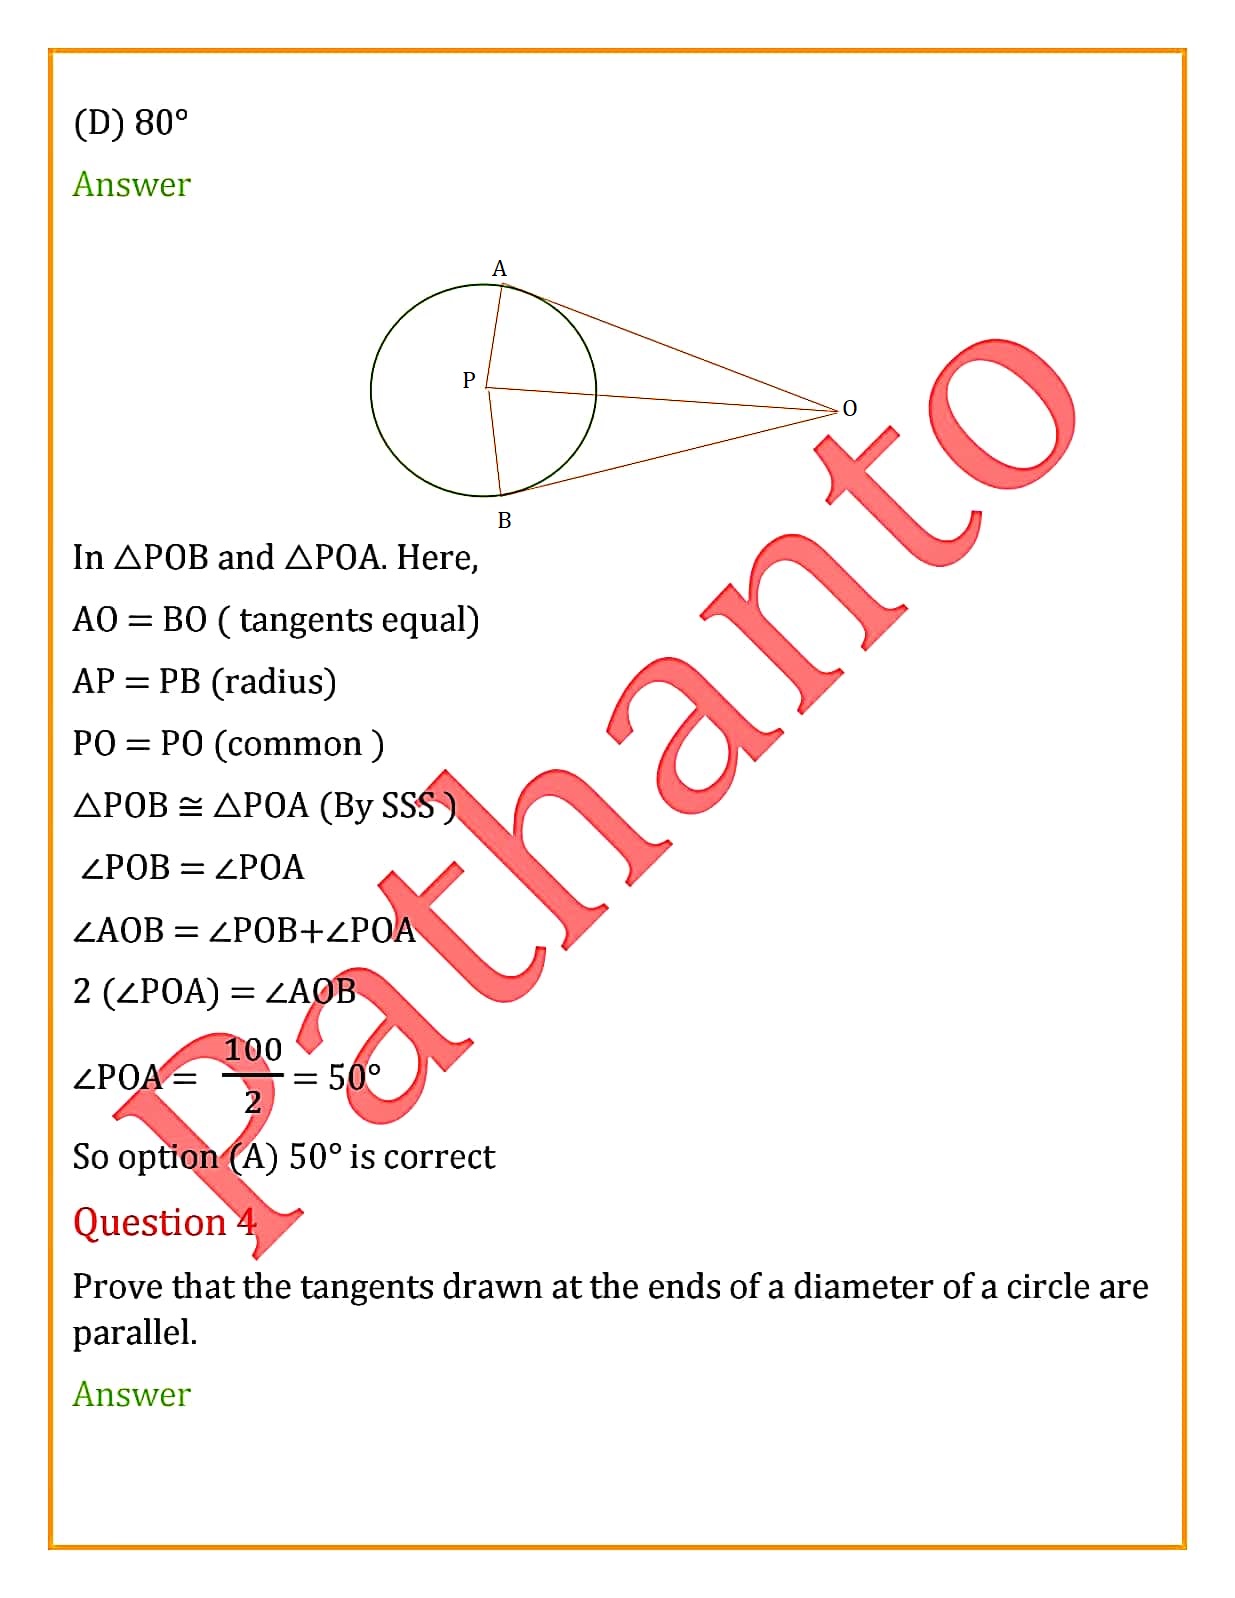 (D) 80°
Answer
A
P
O
B
In △POB and △POA. Here,
AO = BO ( tangents equal)
AP = PB (radius)
PO = PO (common )
△POB ≅ △POA (By SSS )
∠POB = ∠POA
∠AOB = ∠POB+∠POA
2 (∠POA) = ∠AOB
∠POA = 100/2 = 50°
So option (A) 50° is correct
Question 4
Prove that the tangents drawn at the ends of a diameter of a circle are
parallel.
Answer
Pathanto